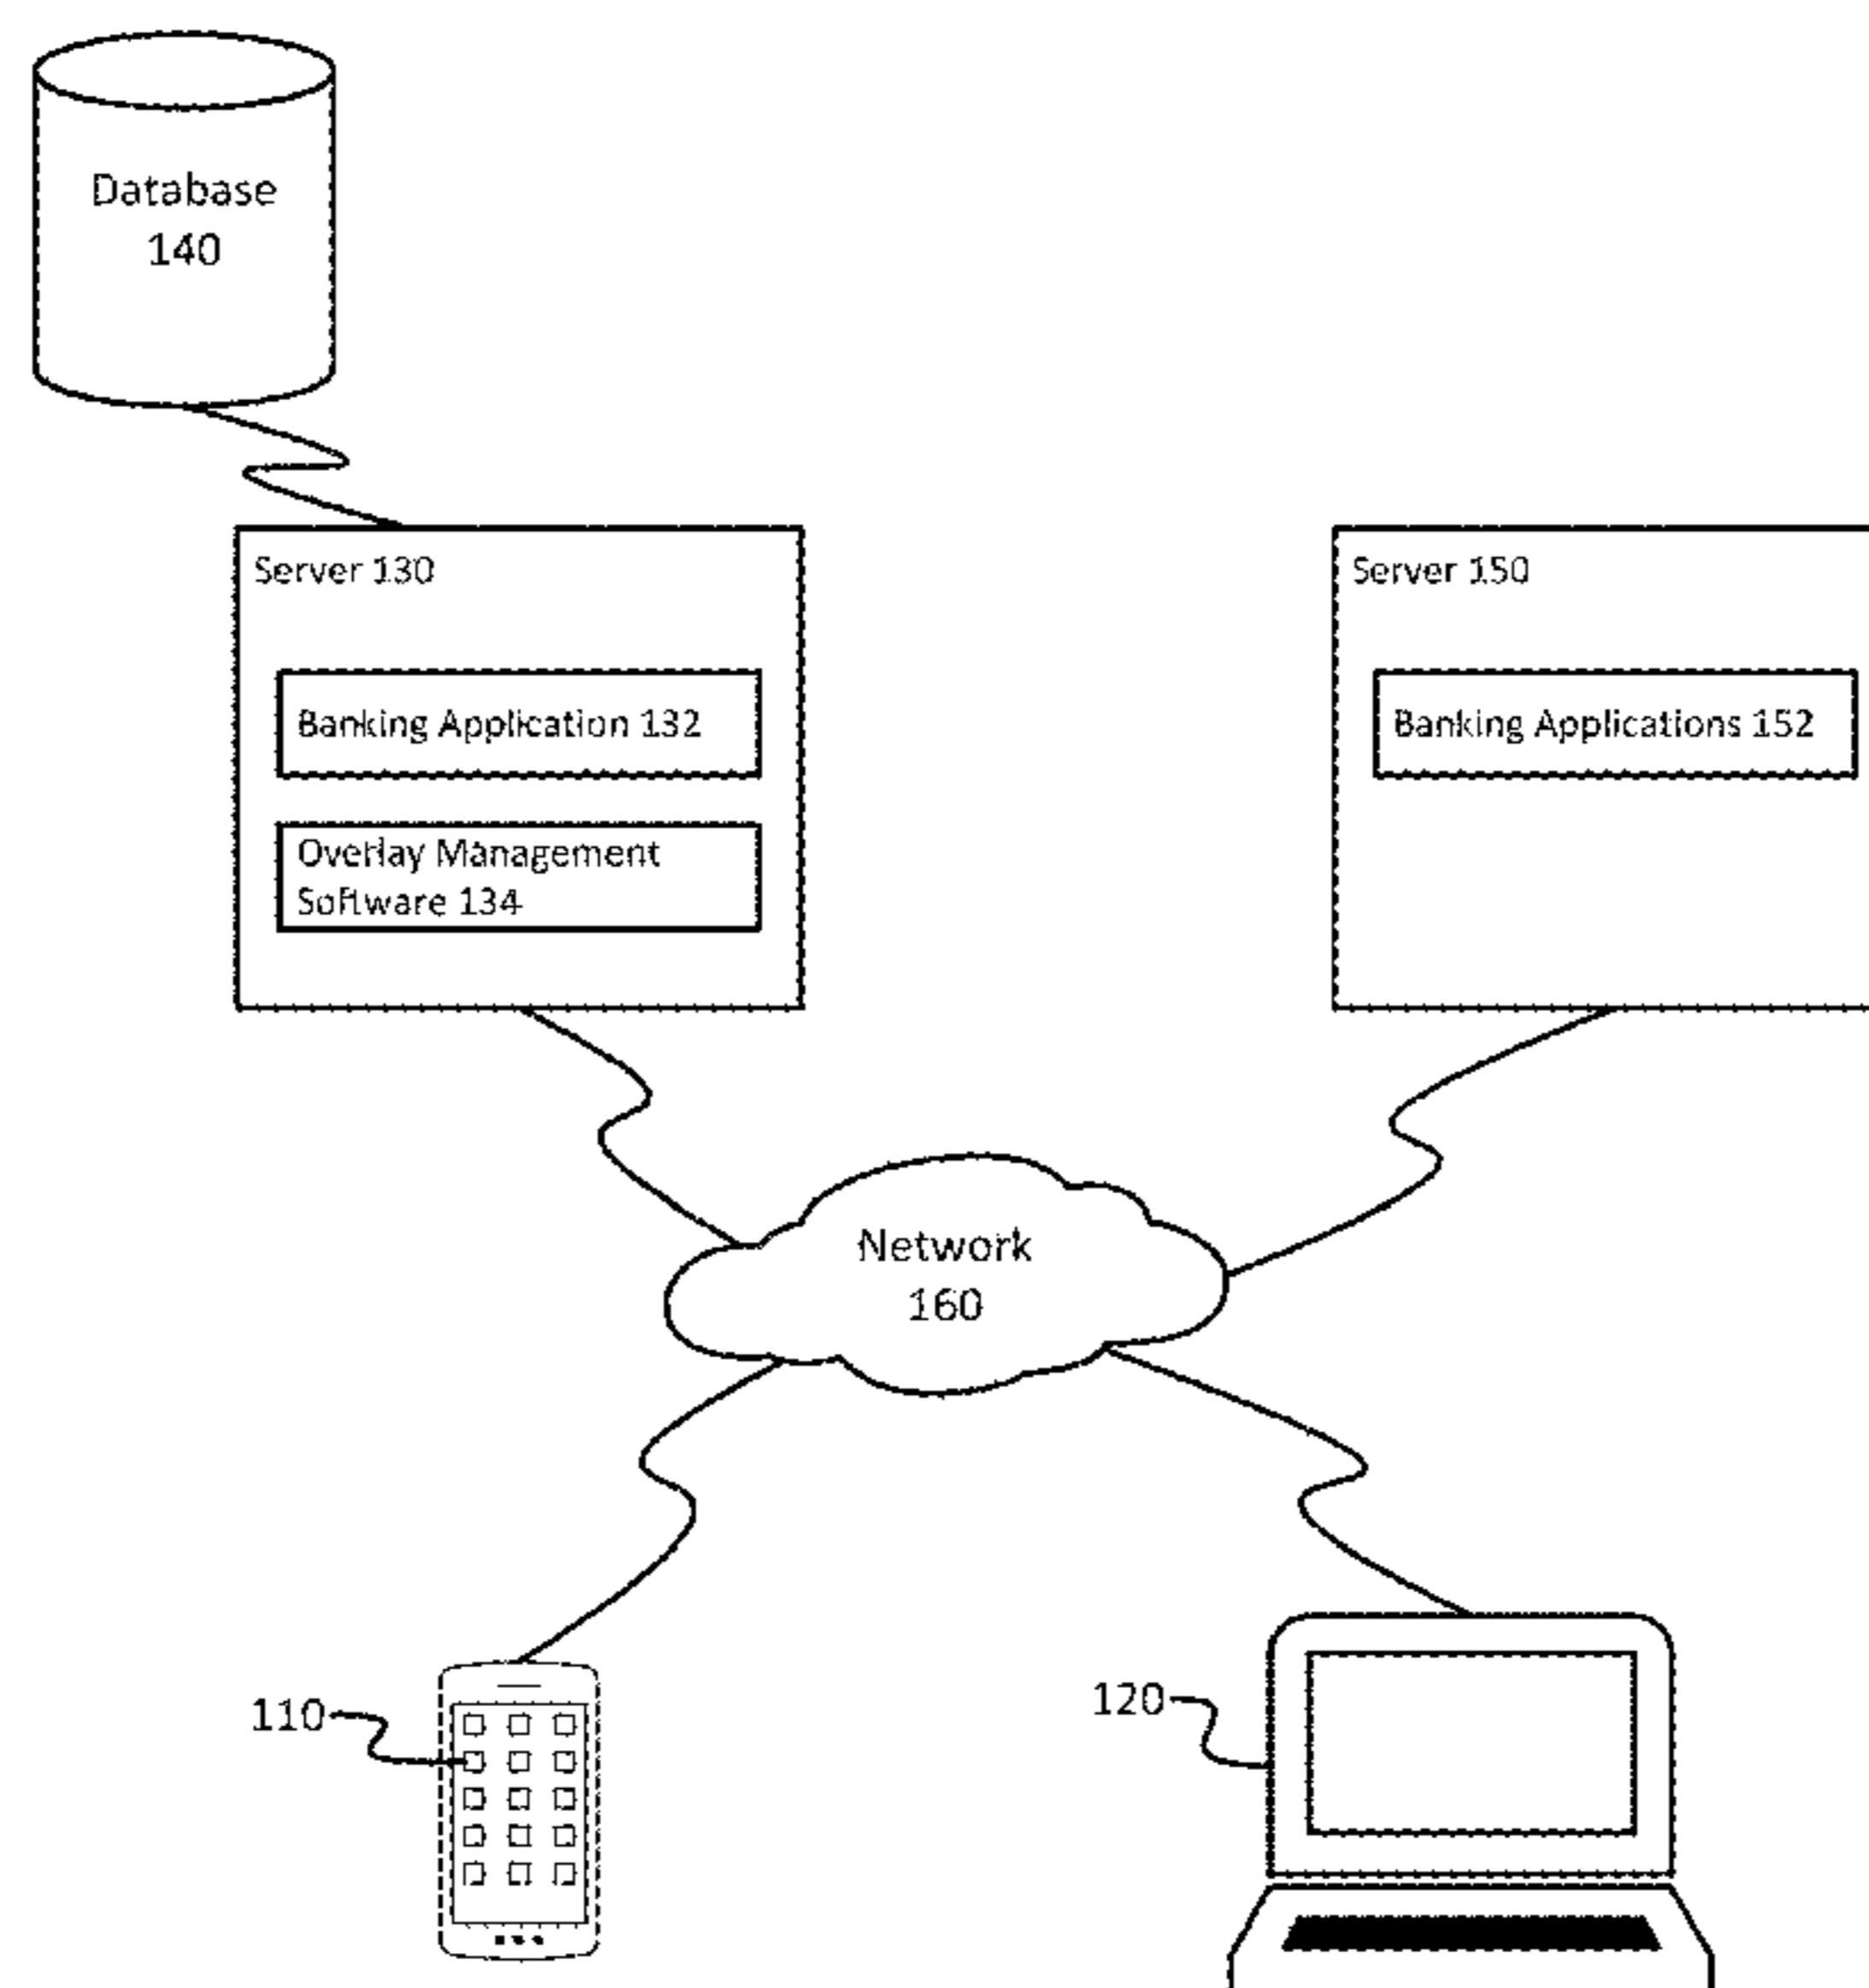 Database
140
Server 130
Banking Application 132
Overlay Management
Software 134
Server 150
Banking Applications 152
Network
160
110
120